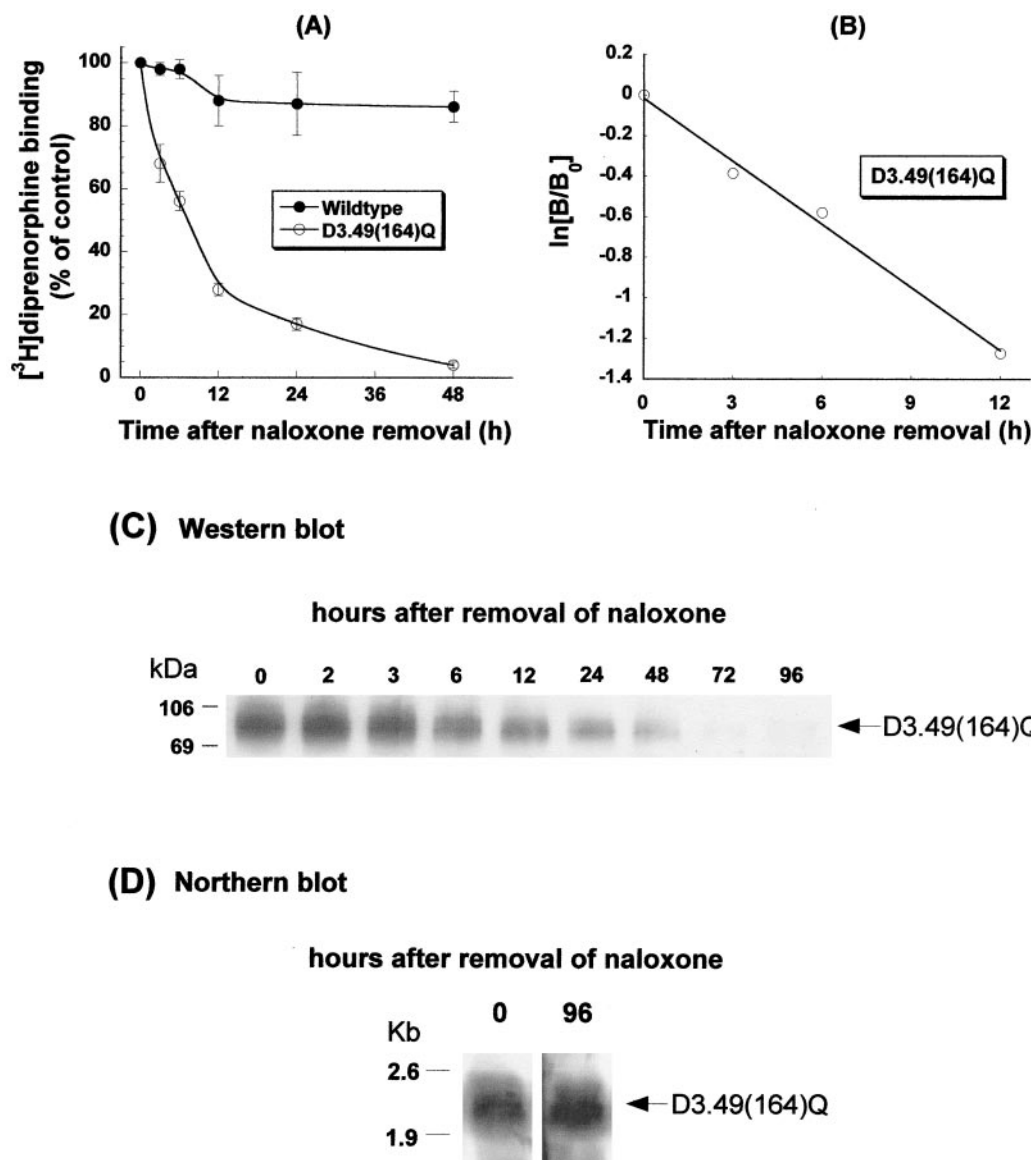 (A)
[³H]diprenorphine binding
(% of control)
100
80
60
40
20
0
Wildtype
D3.49(164)Q
0 12 24 36 48
Time after naloxone removal (h)
(B)
ln[B/B₀]
0.2
0
-0.2
-0.4
-0.6
-0.8
-1
-1.2
-1.4
D3.49(164)Q
0 3 6 9 12
Time after naloxone removal (h)
(C) Western blot
hours after removal of naloxone
kDa 0 2 3 6 12 24 48 72 96
106
69
D3.49(164)Q
(D) Northern blot
hours after removal of naloxone
0 96
Kb
2.6
1.9
D3.49(164)Q